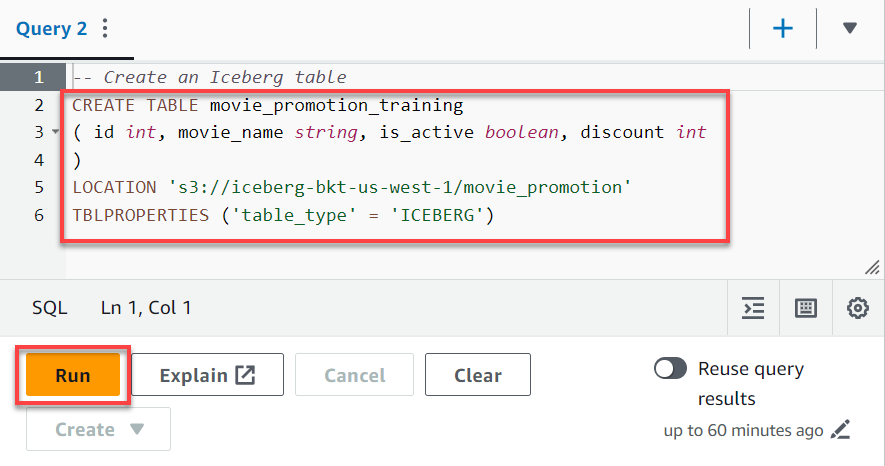 Query 2
1 -- Create an Iceberg table
2 CREATE TABLE movie_promotion_training
3 ( id int, movie_name string, is_active boolean, discount int
4 )
5 LOCATION 's3://iceberg-bkt-us-west-1/movie_promotion'
6 TBLPROPERTIES ('table_type' = 'ICEBERG')
SQL Ln 1, Col 1
Run Explain Cancel Clear Reuse query
results
Create up to 60 minutes ago